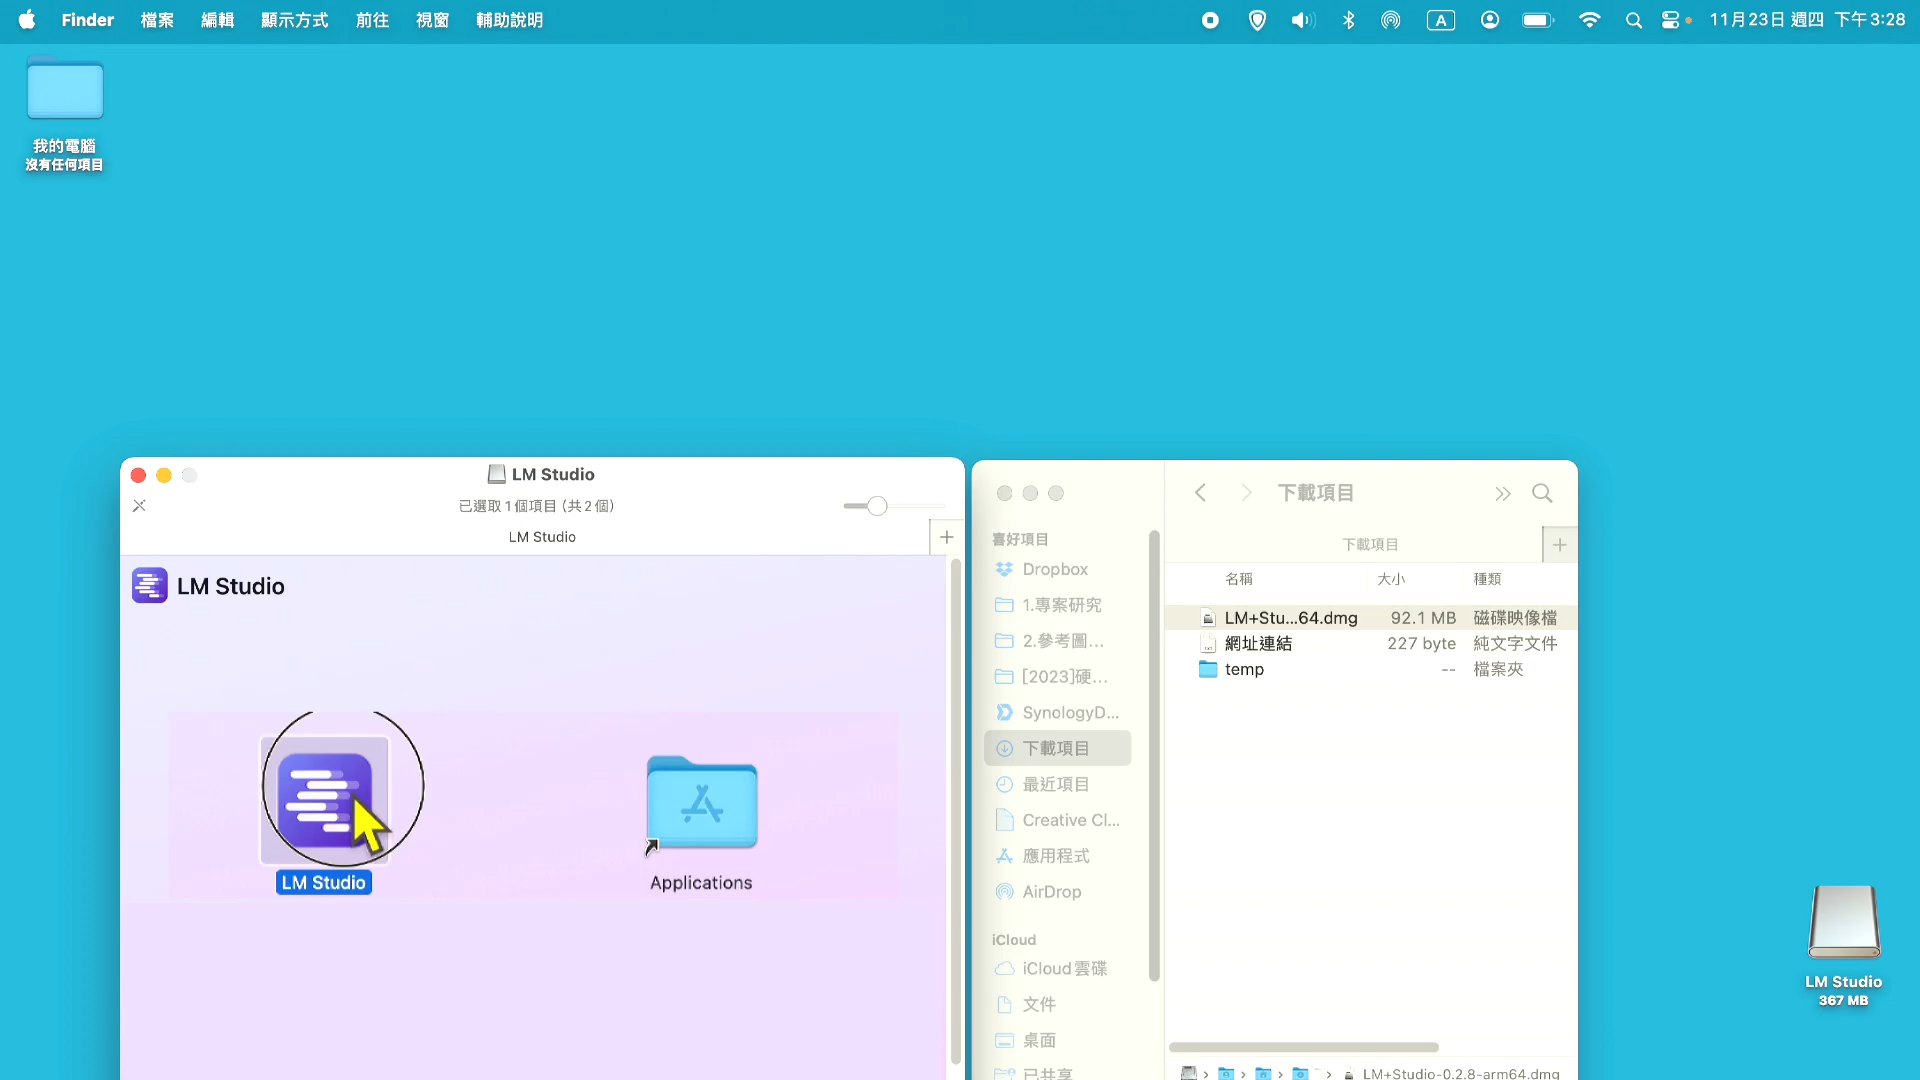 Finder 檔案 編輯 顯示方式 前往 視窗 輔助說明
A
11月23日 週四 下午3:28
我的電腦
沒有任何項目
LM Studio
已選取 1 個項目 (共 2 個)
LM Studio
LM Studio
LM Studio
Applications
下載項目
下載項目
喜好項目
Dropbox
1.專案研究
2.參考圖...
[2023]硬...
SynologyD...
下載項目
最近項目
Creative Cl...
應用程式
AirDrop
iCloud
iCloud 雲碟
文件
桌面
已共享
名稱 大小 種類
LM+Stu...64.dmg 92.1 MB 磁碟映像檔
網址連結 227 byte 純文字文件
temp -- 檔案夾
LM+Studio-0.2.8-arm64.dmg
LM Studio
367 MB